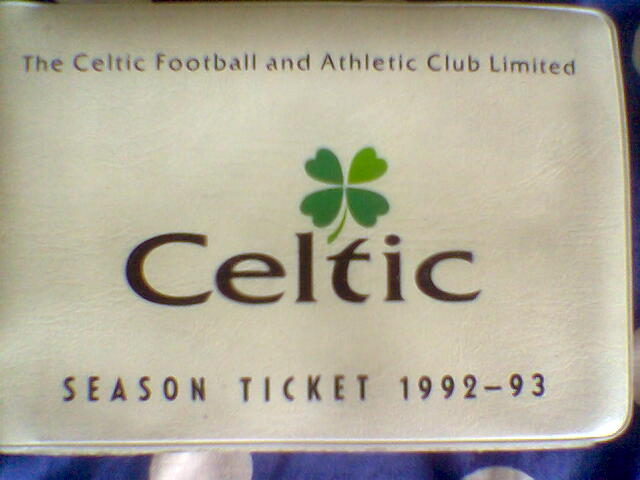 The Celtic Football and Athletic Club Limited
Celtic
SEASON TICKET 1992-93